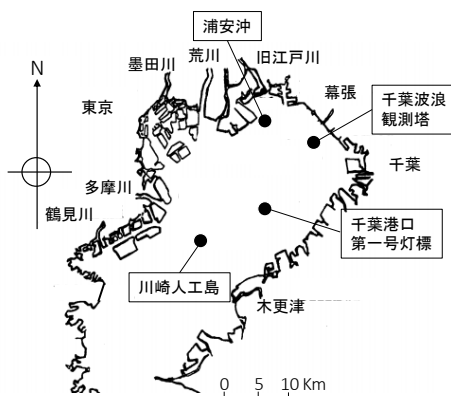 浦安沖
荒川
旧江戸川
墨田川
N
幕張
千葉波浪
観測塔
東京
千葉
多摩川
鶴見川
千葉港口
第一号灯標
川崎人工島
木更津
0 5 10 Km